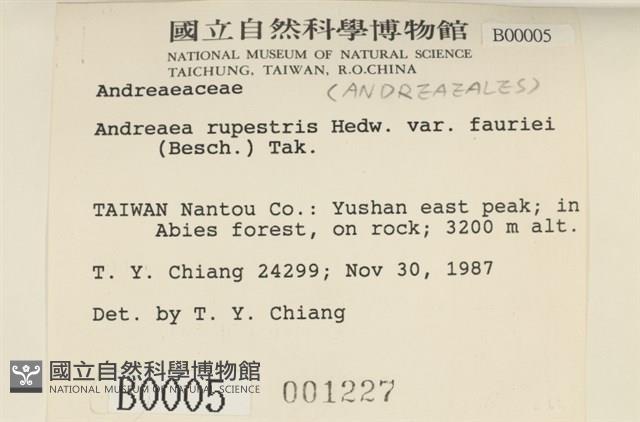 國立自然科學博物館
B00005
NATIONAL MUSEUM OF NATURAL SCIENCE
TAICHUNG, TAIWAN, R.O.CHINA
Andreaeaceae (ANDREAEALES)
Andreaea rupestris Hedw. var. fauriei
(Besch.) Tak.
TAIWAN Nantou Co.: Yushan east peak; in
Abies forest, on rock; 3200 m alt.
T. Y. Chiang 24299; Nov 30, 1987
Det. by T. Y. Chiang
國立自然科學博物館
NATIONAL MUSEUM OF NATURAL SCIENCE
B0005 001227